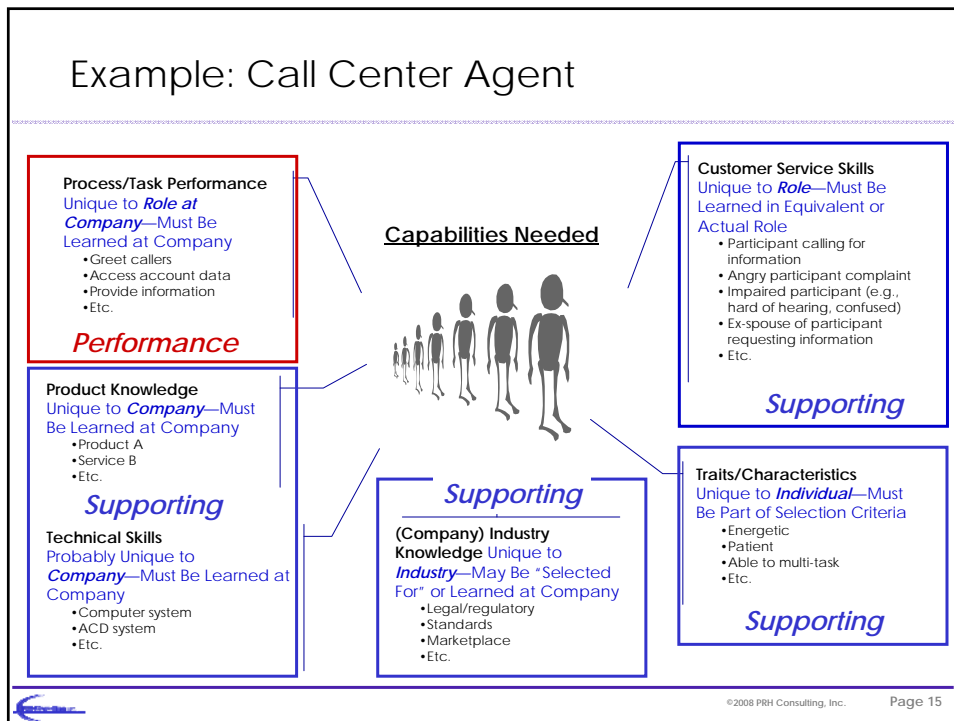 Example: Call Center Agent
Process/Task Performance
Unique to Role at
Company—Must Be
Learned at Company
•Greet callers
•Access account data
•Provide information
•Etc.
Performance
Product Knowledge
Unique to Company—Must
Be Learned at Company
•Product A
•Service B
•Etc.
Supporting
Technical Skills
Probably Unique to
Company—Must Be Learned at
Company
•Computer system
•ACD system
•Etc.
Capabilities Needed
Supporting
(Company) Industry
Knowledge Unique to
Industry—May Be “Selected
For” or Learned at Company
•Legal/regulatory
•Standards
•Marketplace
•Etc.
Customer Service Skills
Unique to Role—Must Be
Learned in Equivalent or
Actual Role
• Participant calling for
information
• Angry participant complaint
• Impaired participant (e.g.,
hard of hearing, confused)
• Ex-spouse of participant
requesting information
• Etc.
Supporting
Traits/Characteristics
Unique to Individual—Must
Be Part of Selection Criteria
•Energetic
•Patient
•Able to multi-task
•Etc.
Supporting
©2008 PRH Consulting, Inc.
Page 15